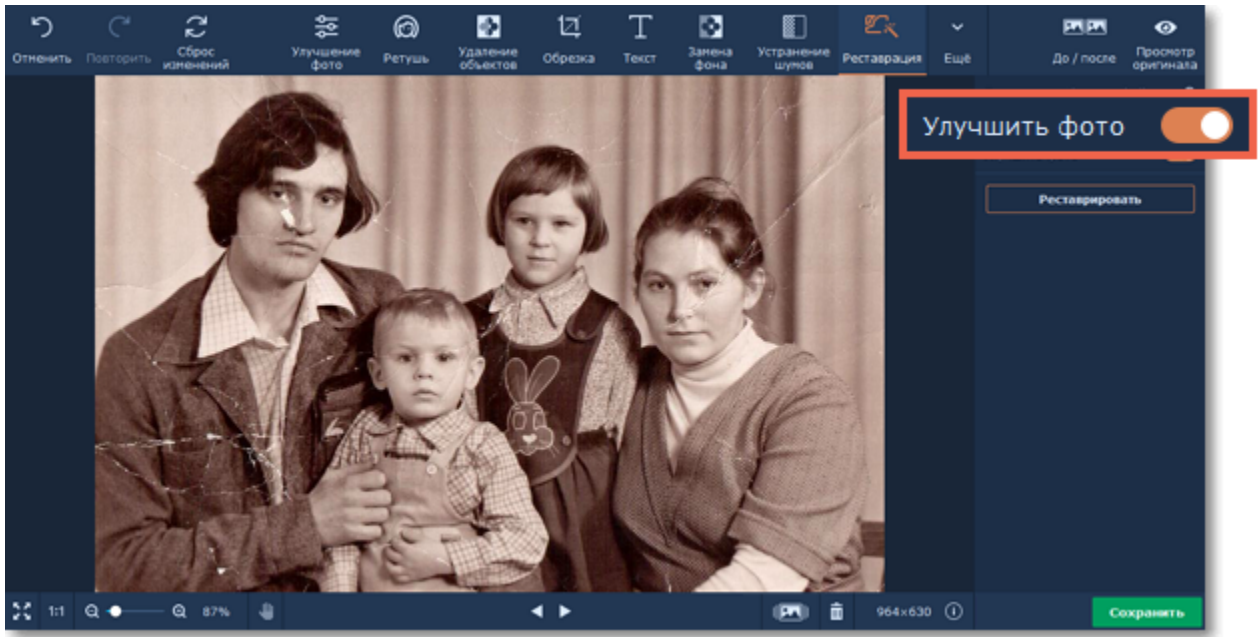 Отменить
Повторить
Сброс
изменений
Улучшение
фото
Ретушь
Удаление
объектов
Обрезка
Текст
Замена
фона
Устранение
шумов
Реставрация
Ещё
До / после
Просмотр
оригинала
Улучшить фото
Реставрировать
1:1
87%
964×630
Сохранить